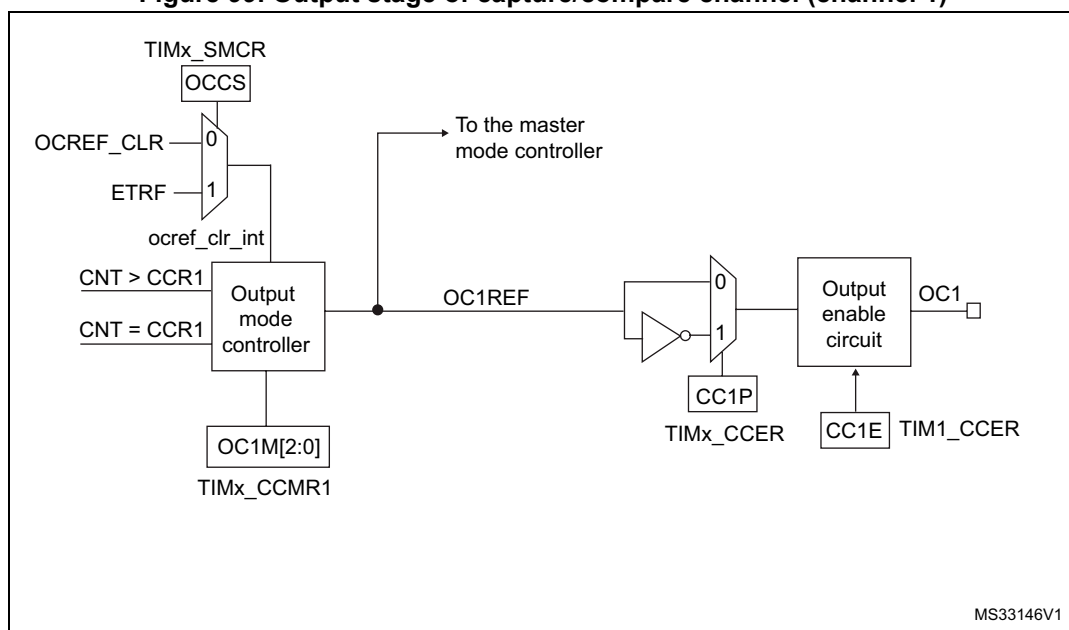 TIMx_SMCR
OCCS
OCREF_CLR
0
ETRF
1
ocref_clr_int
To the master
mode controller
CNT > CCR1
CNT = CCR1
Output
mode
controller
OC1REF
0
1
Output
enable
circuit
OC1
CC1P
TIMx_CCER
CC1E
TIM1_CCER
OC1M[2:0]
TIMx_CCMR1
MS33146V1